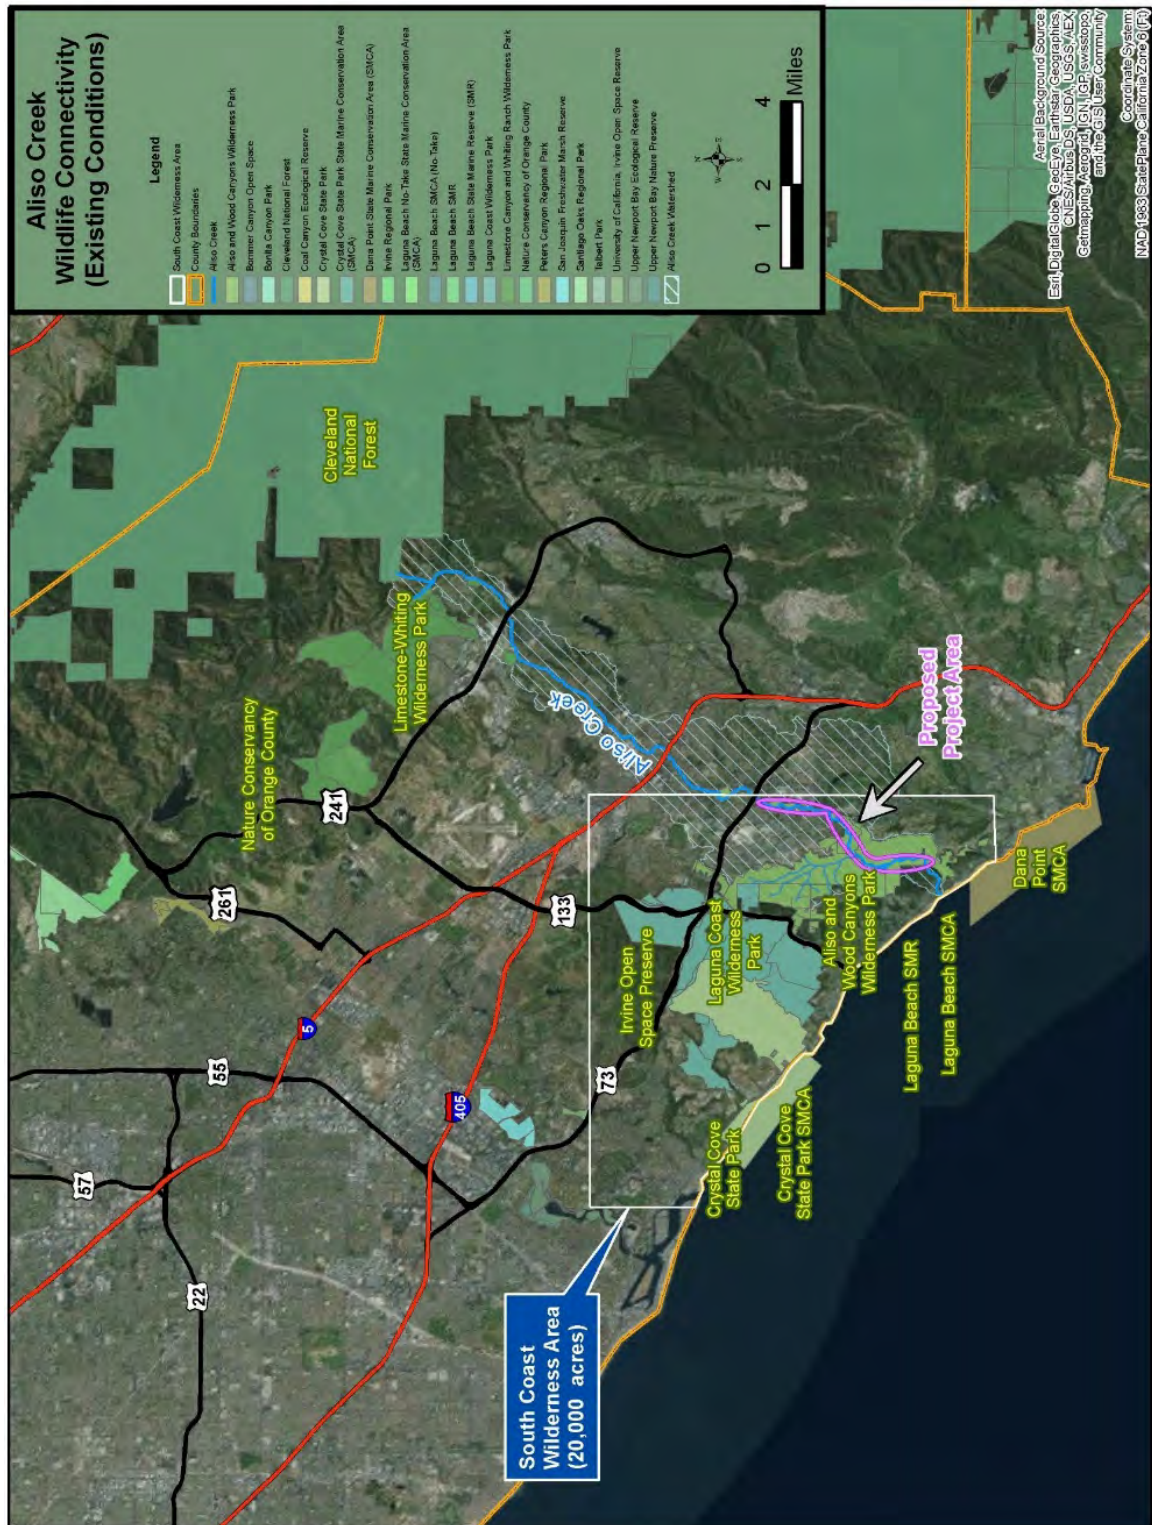 Aliso Creek
Wildlife Connectivity
(Existing Conditions)
Legend
South Coast Wilderness Area
County Boundaries
Aliso Creek
Aliso and Wood Canyons Wilderness Park
Bommer Canyon Open Space
Bonita Canyon Park
Cleveland National Forest
Coal Canyon Ecological Reserve
Crystal Cove State Park
Crystal Cove State Park State Marine Conservation Area
(SMCA)
Dana Point State Marine Conservation Area (SMCA)
Irvine Regional Park
Laguna Beach No-Take State Marine Conservation Area
(SMCA)
Laguna Beach SMCA (No-Take)
Laguna Beach SMR
Laguna Beach State Marine Reserve (SMR)
Laguna Coast Wilderness Park
Limestone Canyon and Whiting Ranch Wilderness Park
Nature Conservancy of Orange County
Peters Canyon Regional Park
San Joaquin Freshwater Marsh Reserve
Santiago Oaks Regional Park
Talbert Park
University of California, Irvine Open Space Reserve
Upper Newport Bay Ecological Reserve
Upper Newport Bay Nature Preserve
Aliso Creek Watershed
N
W
E
S
0 1 2 4
Miles
Cleveland
National
Forest
Limestone-Whiting
Wilderness Park
Nature Conservancy
of Orange County
241
261
133
5
55
57
22
405
73
Aliso Creek
Proposed
Project Area
Irvine Open
Space Preserve
Laguna Coast
Wilderness
Park
Aliso and
Wood Canyons
Wilderness Park
Crystal Cove
State Park
Crystal Cove
State Park SMCA
Laguna Beach SMR
Laguna Beach SMCA
Dana
Point
SMCA
South Coast
Wilderness Area
(20,000 acres)
Aerial Background Source:
Esri, DigitalGlobe, GeoEye, Earthstar Geographics,
CNES/Airbus DS, USDA, USGS, AEX,
Getmapping, Aerogrid, IGN, IGP, swisstopo,
and the GIS User Community
Coordinate System:
NAD 1983 StatePlane California Zone 6 (Ft)